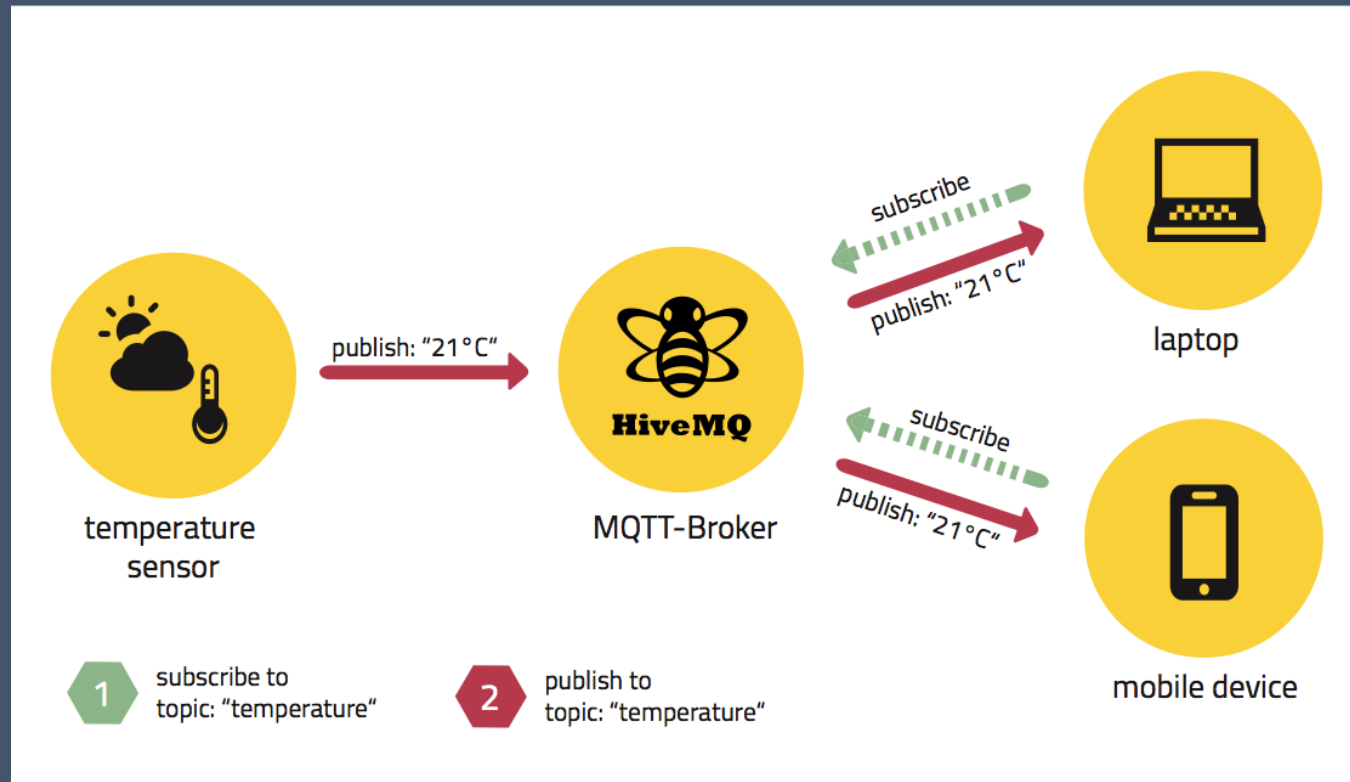 subscribe
publish: “21°C“
laptop
publish: “21°C“
HiveMQ
subscribe
publish: “21°C“
temperature
sensor
MQTT-Broker
mobile device
1
subscribe to
topic: “temperature“
2
publish to
topic: “temperature“